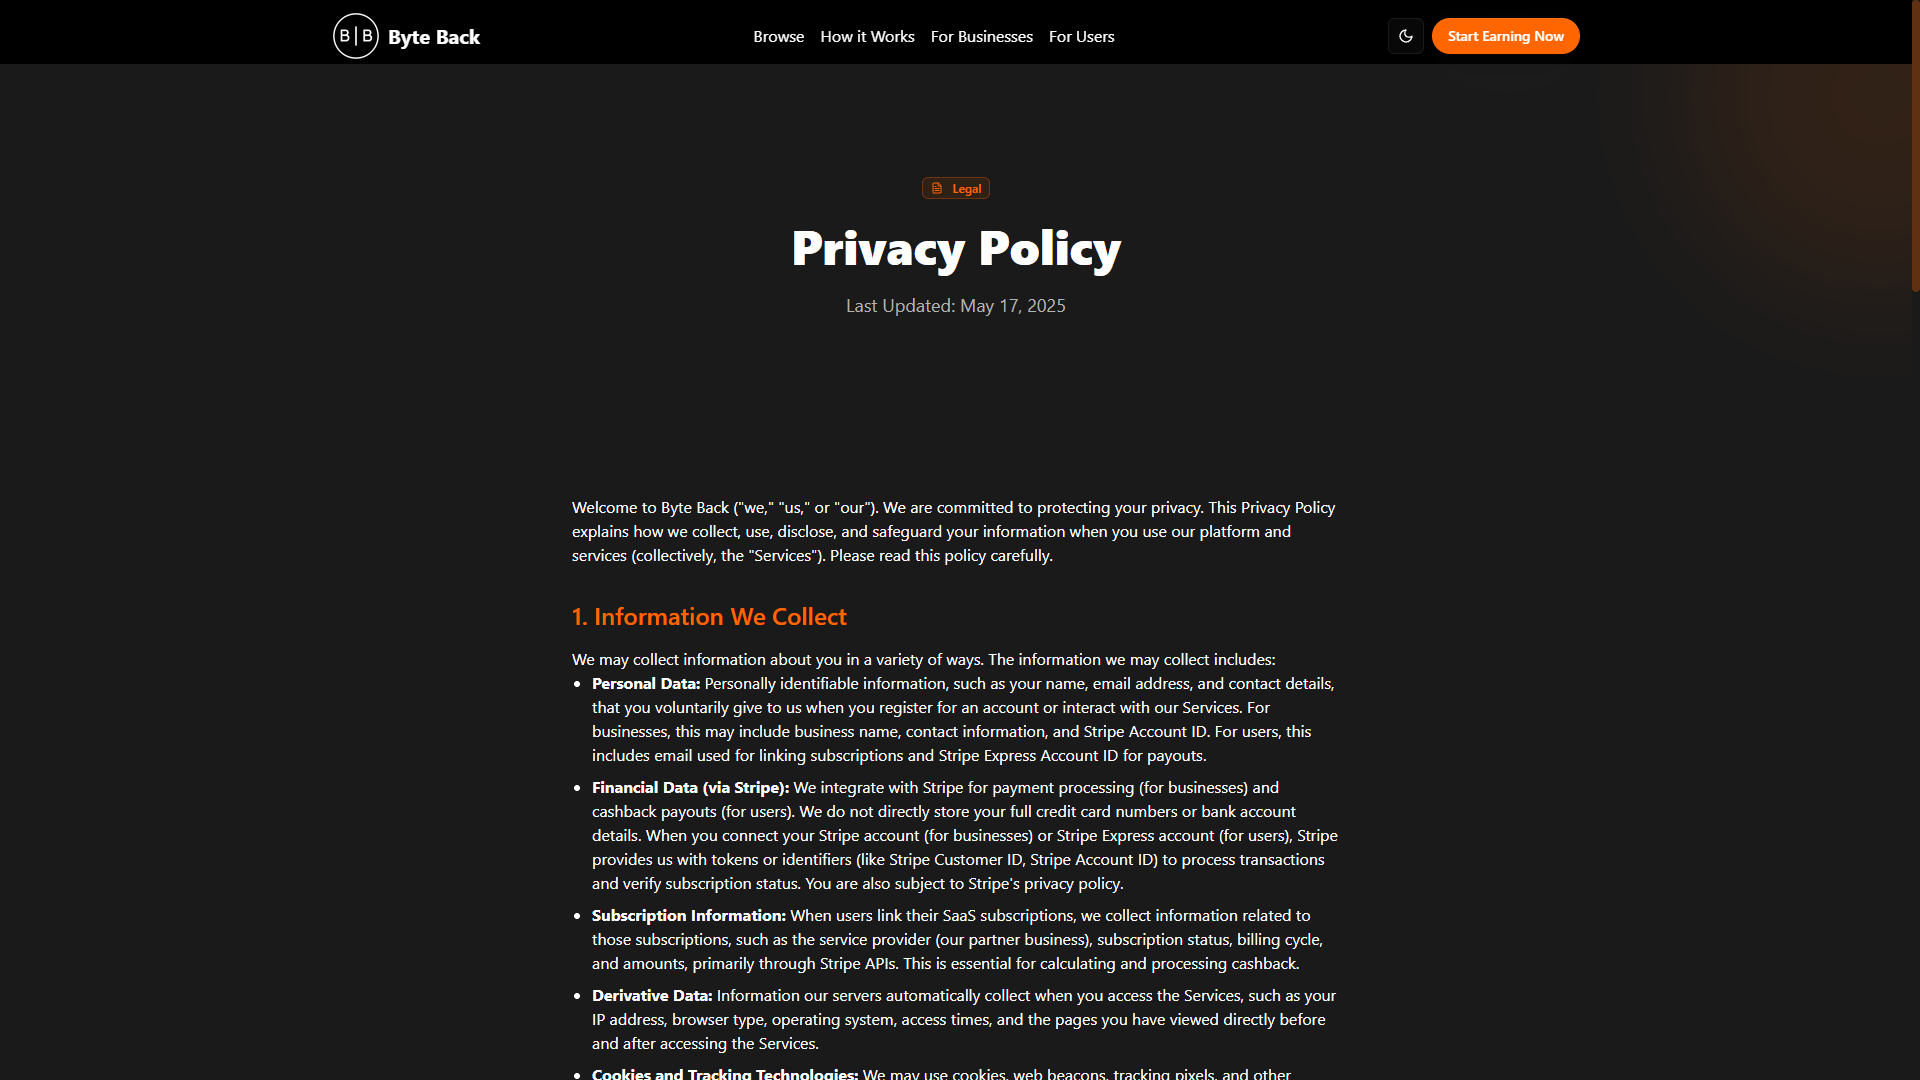 B|B Byte Back
Browse How it Works For Businesses For Users
Start Earning Now
Legal
Privacy Policy
Last Updated: May 17, 2025
Welcome to Byte Back ("we," "us," or "our"). We are committed to protecting your privacy. This Privacy Policy
explains how we collect, use, disclose, and safeguard your information when you use our platform and
services (collectively, the "Services"). Please read this policy carefully.
1. Information We Collect
We may collect information about you in a variety of ways. The information we may collect includes:
• Personal Data: Personally identifiable information, such as your name, email address, and contact details,
that you voluntarily give to us when you register for an account or interact with our Services. For
businesses, this may include business name, contact information, and Stripe Account ID. For users, this
includes email used for linking subscriptions and Stripe Express Account ID for payouts.
• Financial Data (via Stripe): We integrate with Stripe for payment processing (for businesses) and
cashback payouts (for users). We do not directly store your full credit card numbers or bank account
details. When you connect your Stripe account (for businesses) or Stripe Express account (for users), Stripe
provides us with tokens or identifiers (like Stripe Customer ID, Stripe Account ID) to process transactions
and verify subscription status. You are also subject to Stripe's privacy policy.
• Subscription Information: When users link their SaaS subscriptions, we collect information related to
those subscriptions, such as the service provider (our partner business), subscription status, billing cycle,
and amounts, primarily through Stripe APIs. This is essential for calculating and processing cashback.
• Derivative Data: Information our servers automatically collect when you access the Services, such as your
IP address, browser type, operating system, access times, and the pages you have viewed directly before
and after accessing the Services.
• Cookies and Tracking Technologies: We may use cookies, web beacons, tracking pixels, and other